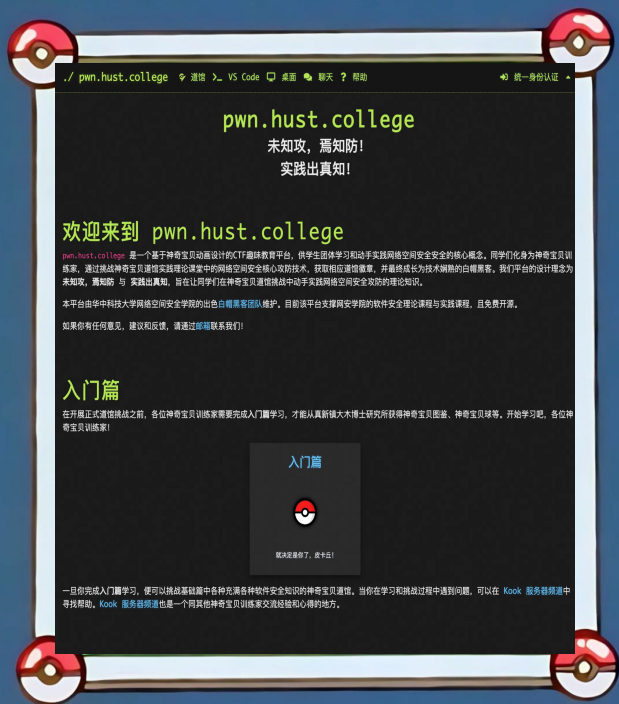 ./ pwn.hust.college 道馆 VS Code 桌面 聊天 ? 帮助 统一身份认证
pwn.hust.college
未知攻，焉知防！
实践出真知！
欢迎来到 pwn.hust.college
pwn.hust.college 是一个基于神奇宝贝动画设计的CTF趣味教育平台，供学生团体学习和动手实践网络空间安全安全的核心概念。同学们化身为神奇宝贝训
练家，通过挑战神奇宝贝道馆实践理论课堂中的网络空间安全核心攻防技术，获取相应道馆徽章，并最终成长为技术娴熟的白帽黑客。我们平台的设计理念为
未知攻，焉知防 与 实践出真知，旨在让同学们在神奇宝贝道馆挑战中动手实践网络空间安全攻防的理论知识。
本平台由华中科技大学网络空间安全学院的出色白帽黑客团队维护。目前该平台支撑网安学院的软件安全理论课程与实践课程，且免费开源。
如果你有任何意见，建议和反馈，请通过邮箱联系我们！
入门篇
在开展正式道馆挑战之前，各位神奇宝贝训练家需要完成入门篇学习，才能从真新镇大木博士研究所获得神奇宝贝图鉴、神奇宝贝球等。开始学习吧，各位神
奇宝贝训练家！
入门篇
就决定是你了，皮卡丘！
一旦你完成入门篇学习，便可以挑战基础篇中各种充满各种软件安全知识的神奇宝贝道馆。当你在学习和挑战过程中遇到问题，可以在 Kook 服务器频道中
寻找帮助。Kook 服务器频道也是一个同其他神奇宝贝训练家交流经验和心得的地方。